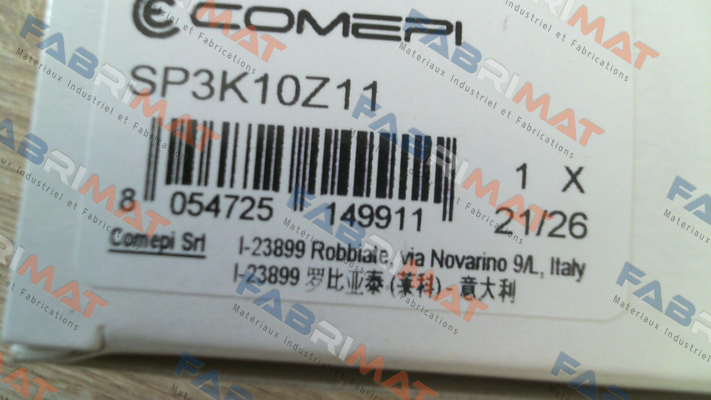 COMEPI
SP3K10Z11
1 X
8 054725 149911 21/26
Comepi Srl I-23899 Robbiate, via Novarino 9/L, Italy
I-23899 罗比亚泰 (莱科) - 意大利
FABRIMAT
Materiaux Industriel et Fabrications